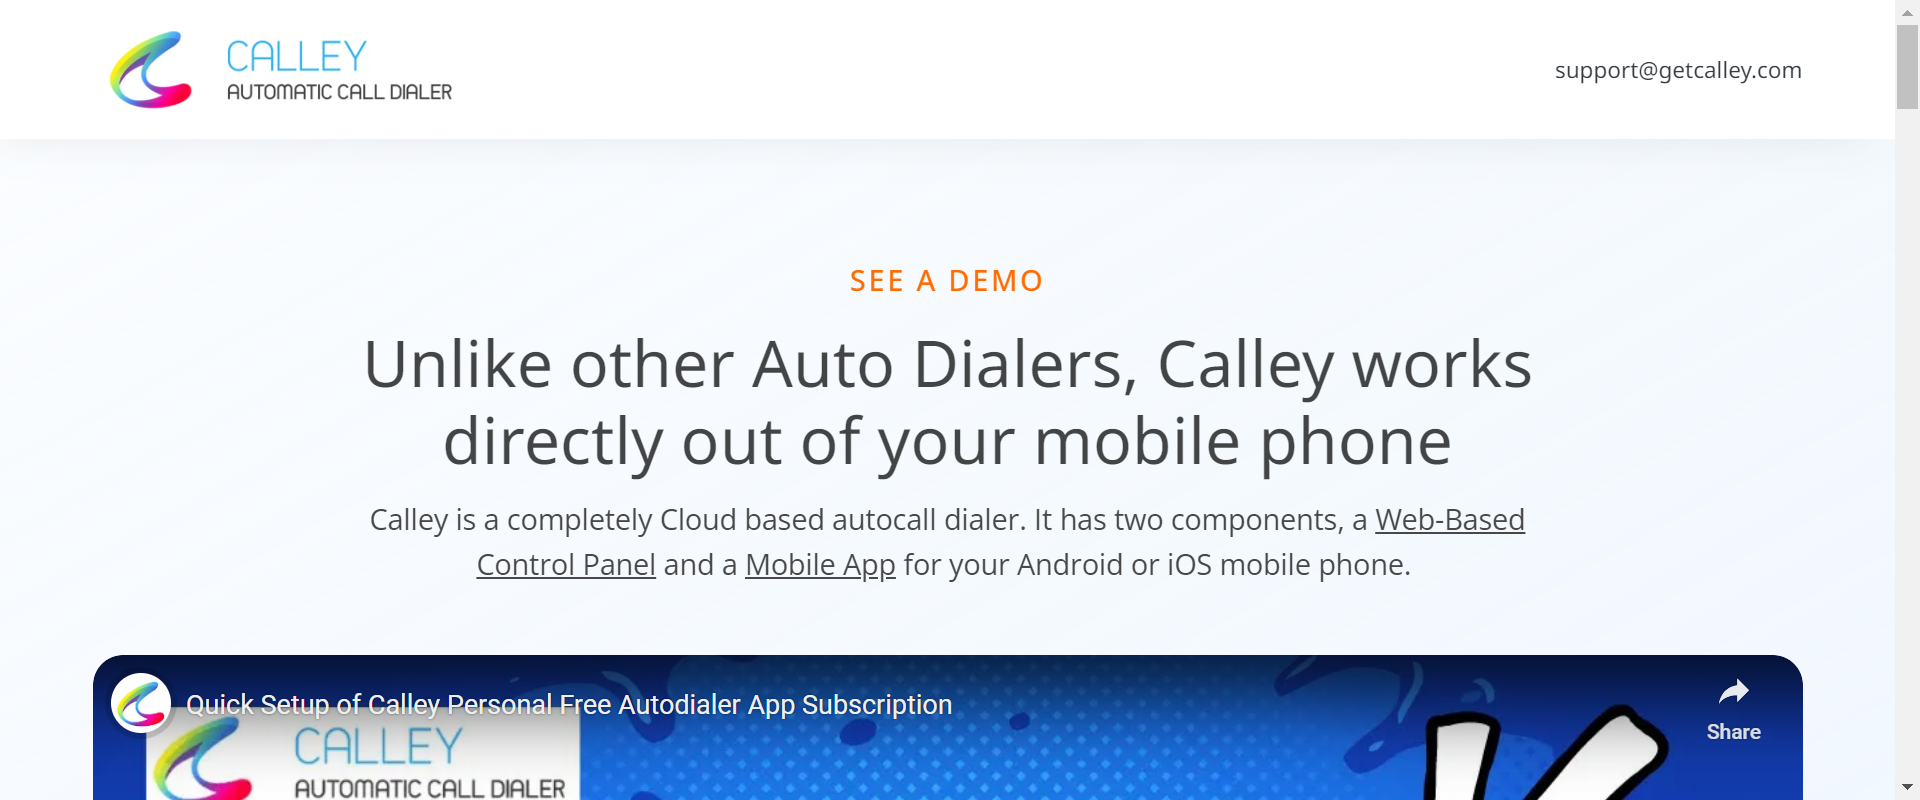 CALLEY
AUTOMATIC CALL DIALER
support@getcalley.com
SEE A DEMO
Unlike other Auto Dialers, Calley works
directly out of your mobile phone
Calley is a completely Cloud based autocall dialer. It has two components, a Web-Based
Control Panel and a Mobile App for your Android or iOS mobile phone.
Quick Setup of Calley Personal Free Autodialer App Subscription
Share
CALLEY
AUTOMATIC CALL DIALER